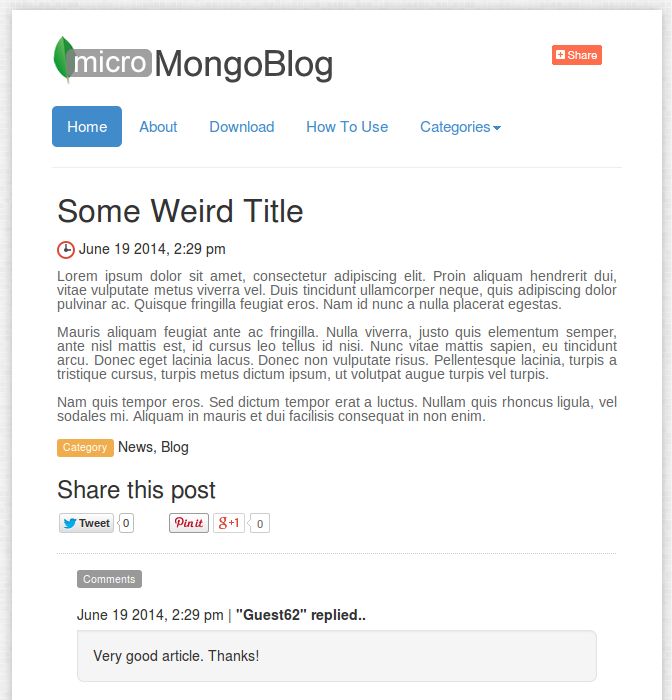 micro MongoBlog
Share
Home About Download How To Use Categories
Some Weird Title
June 19 2014, 2:29 pm
Lorem ipsum dolor sit amet, consectetur adipiscing elit. Proin aliquam hendrerit dui,
vitae vulputate metus viverra vel. Duis tincidunt ullamcorper neque, quis adipiscing dolor
pulvinar ac. Quisque fringilla feugiat eros. Nam id nunc a nulla placerat egestas.
Mauris aliquam feugiat ante ac fringilla. Nulla viverra, justo quis elementum semper,
ante nisl mattis est, id cursus leo tellus id nisi. Nunc vitae mattis sapien, eu tincidunt
arcu. Donec eget lacinia lacus. Donec non vulputate risus. Pellentesque lacinia, turpis a
tristique cursus, turpis metus dictum ipsum, ut volutpat augue turpis vel turpis.
Nam quis tempor eros. Sed dictum tempor erat a luctus. Nullam quis rhoncus ligula, vel
sodales mi. Aliquam in mauris et dui facilisis consequat in non enim.
Category News, Blog
Share this post
Tweet 0 Pin it g+1 0
Comments
June 19 2014, 2:29 pm | "Guest62" replied..
Very good article. Thanks!